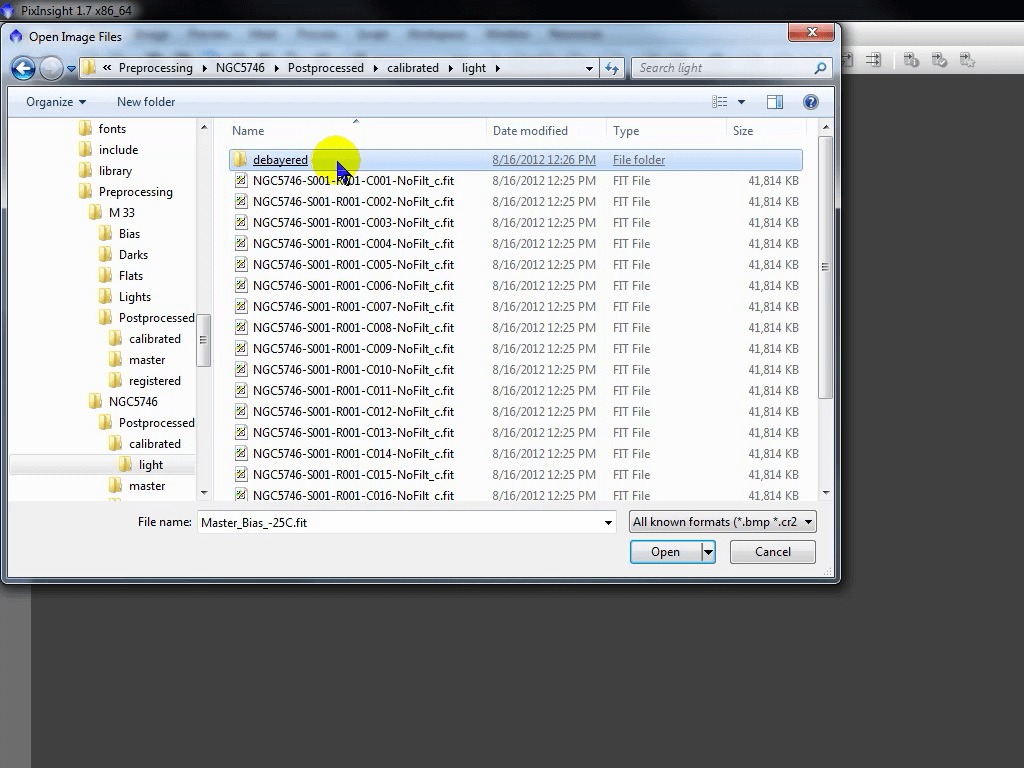 PixInsight 1.7 x86_64
Open Image Files
« Preprocessing NGC5746 Postprocessed calibrated light
Search light
Organize New folder
fonts
include
library
Preprocessing
M 33
Bias
Darks
Flats
Lights
Postprocessed
calibrated
master
registered
NGC5746
Postprocessed
calibrated
light
master
Name Date modified Type Size
debayered 8/16/2012 12:26 PM File folder
NGC5746-S001-R001-C001-NoFilt_c.fit 8/16/2012 12:25 PM FIT File 41,814 KB
NGC5746-S001-R001-C002-NoFilt_c.fit 8/16/2012 12:25 PM FIT File 41,814 KB
NGC5746-S001-R001-C003-NoFilt_c.fit 8/16/2012 12:25 PM FIT File 41,814 KB
NGC5746-S001-R001-C004-NoFilt_c.fit 8/16/2012 12:25 PM FIT File 41,814 KB
NGC5746-S001-R001-C005-NoFilt_c.fit 8/16/2012 12:25 PM FIT File 41,814 KB
NGC5746-S001-R001-C006-NoFilt_c.fit 8/16/2012 12:25 PM FIT File 41,814 KB
NGC5746-S001-R001-C007-NoFilt_c.fit 8/16/2012 12:25 PM FIT File 41,814 KB
NGC5746-S001-R001-C008-NoFilt_c.fit 8/16/2012 12:25 PM FIT File 41,814 KB
NGC5746-S001-R001-C009-NoFilt_c.fit 8/16/2012 12:25 PM FIT File 41,814 KB
NGC5746-S001-R001-C010-NoFilt_c.fit 8/16/2012 12:25 PM FIT File 41,814 KB
NGC5746-S001-R001-C011-NoFilt_c.fit 8/16/2012 12:25 PM FIT File 41,814 KB
NGC5746-S001-R001-C012-NoFilt_c.fit 8/16/2012 12:25 PM FIT File 41,814 KB
NGC5746-S001-R001-C013-NoFilt_c.fit 8/16/2012 12:25 PM FIT File 41,814 KB
NGC5746-S001-R001-C014-NoFilt_c.fit 8/16/2012 12:25 PM FIT File 41,814 KB
NGC5746-S001-R001-C015-NoFilt_c.fit 8/16/2012 12:25 PM FIT File 41,814 KB
NGC5746-S001-R001-C016-NoFilt_c.fit 8/16/2012 12:25 PM FIT File 41,814 KB
File name: Master_Bias_-25C.fit
All known formats (*.bmp *.cr2
Open Cancel